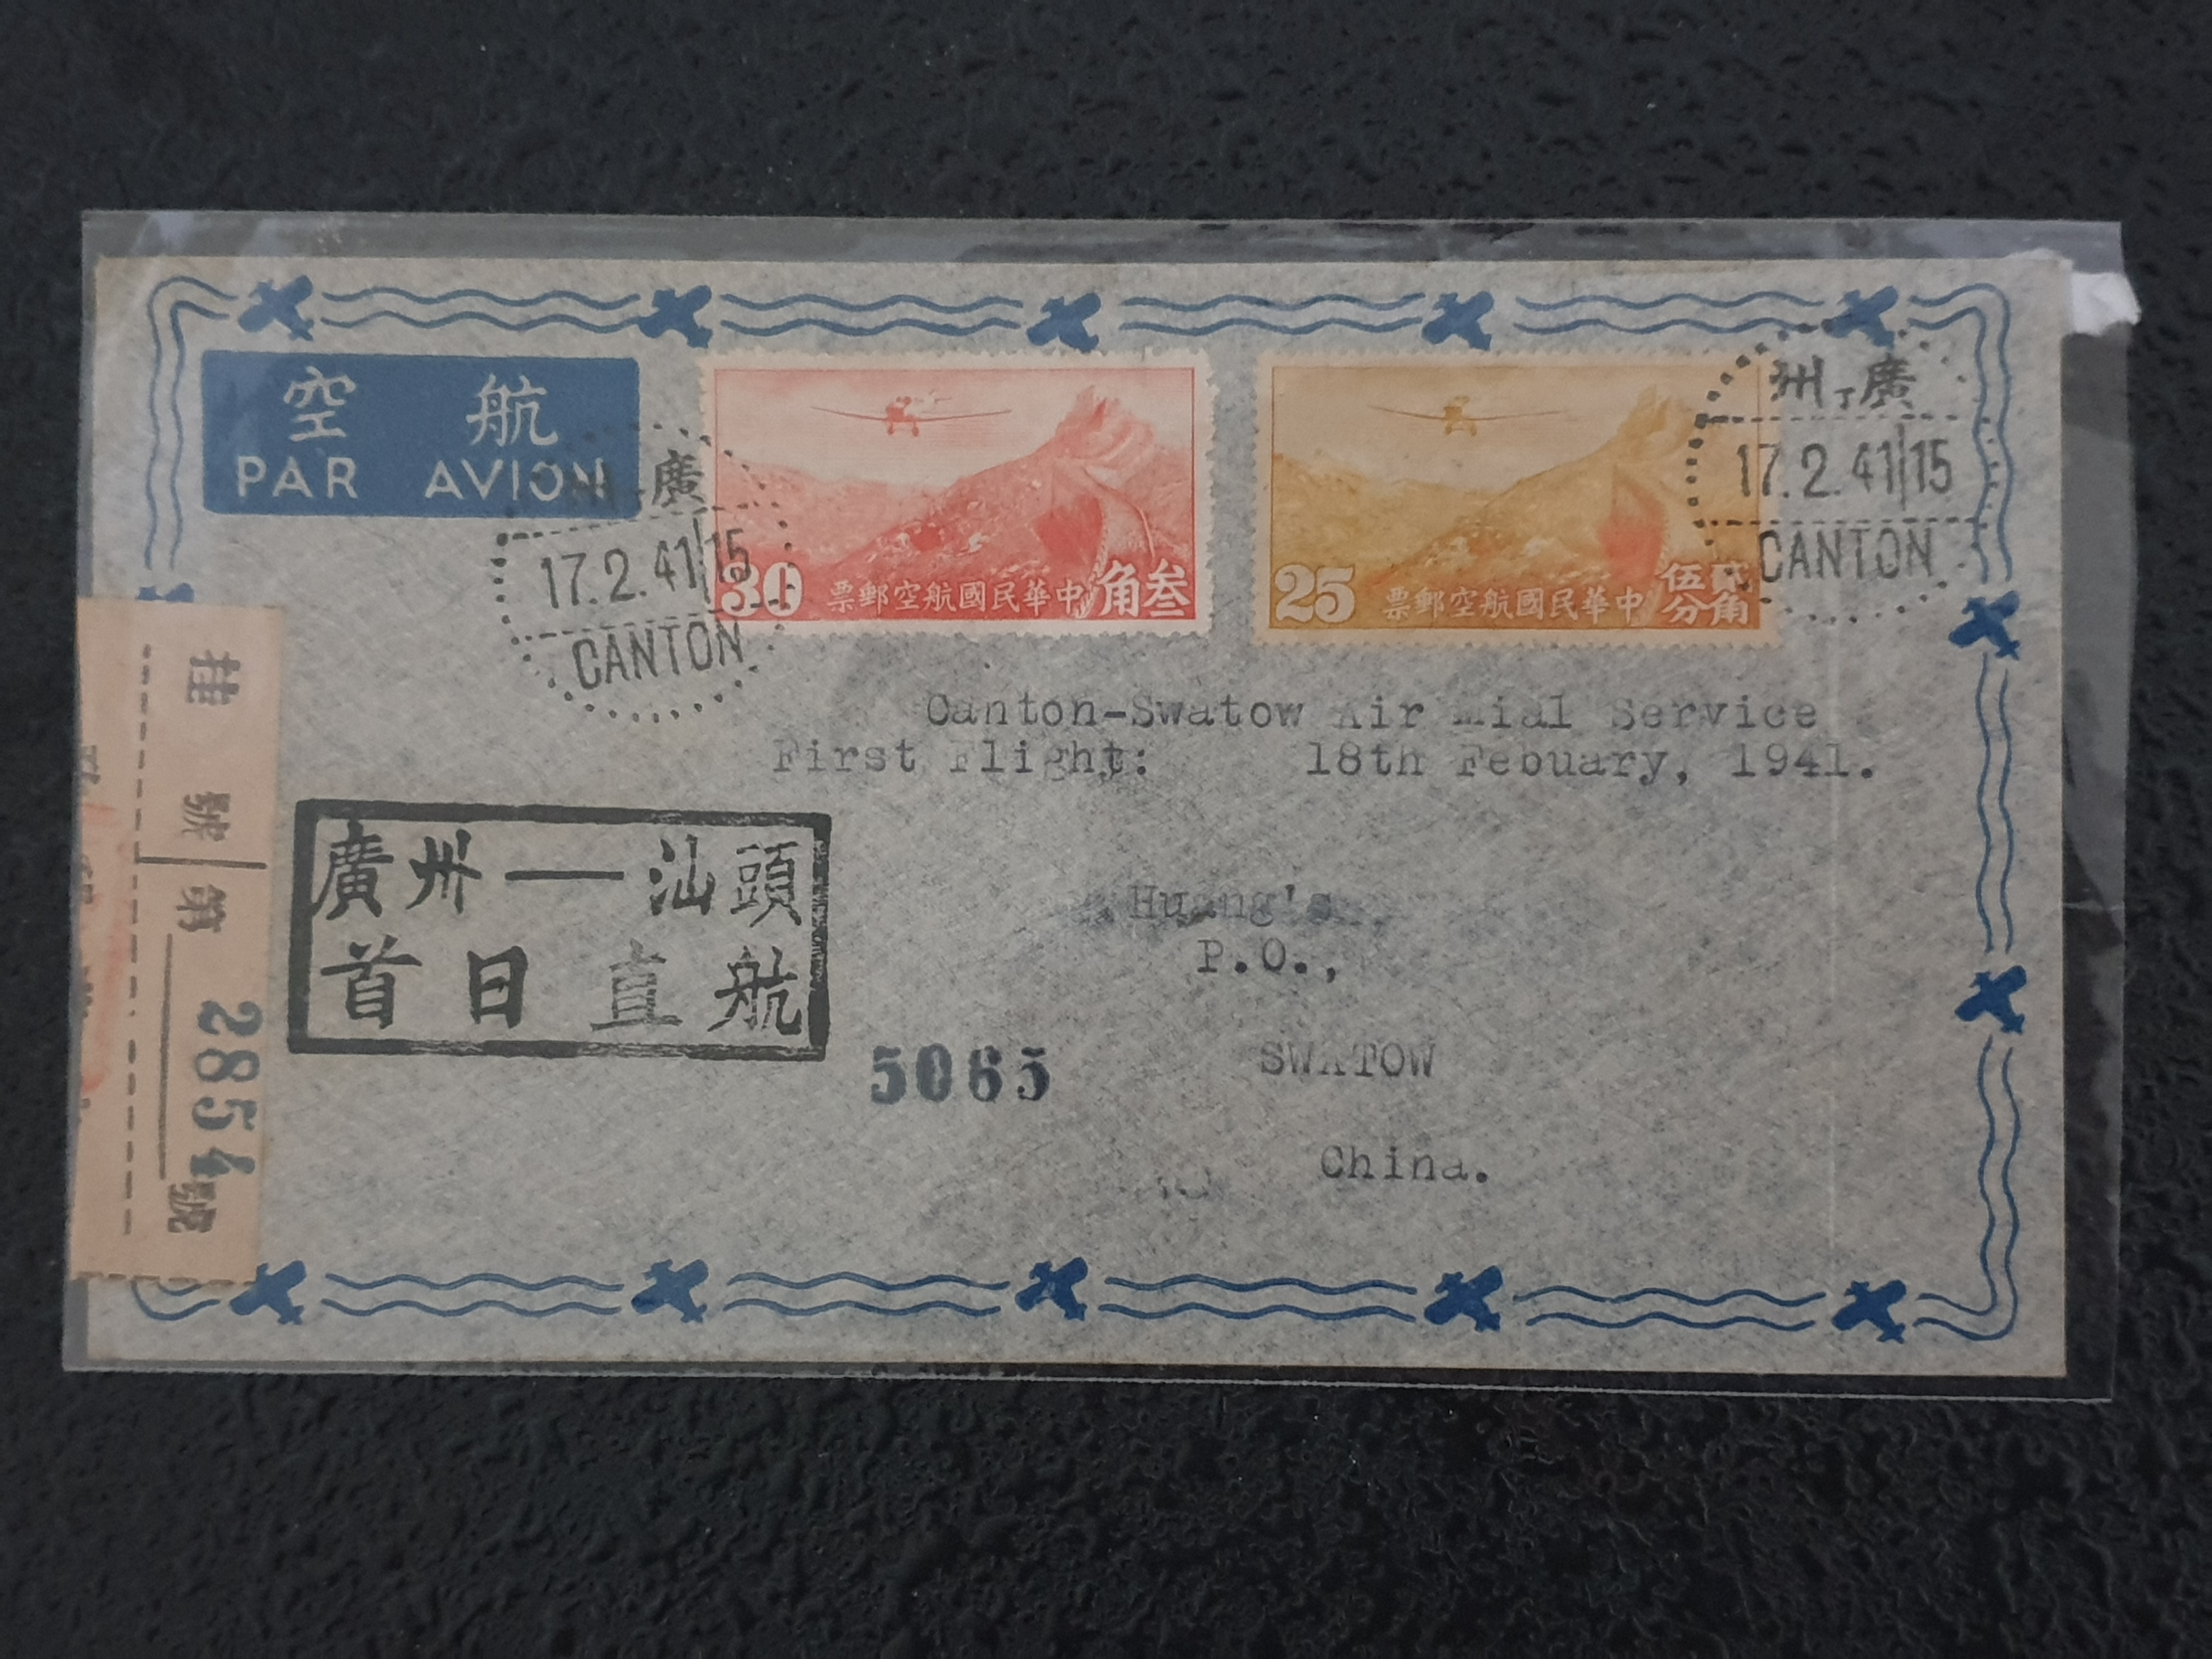 空 航
PAR AVION
廣
17.2.41 15
CANTON
30
票郵空航國民華中
角叁
25
票郵空航國民華中
伍貳
分角
州 廣
17.2.41 15
CANTON
Canton-Swatow Air Mial Service
First Flight: 18th Febuary, 1941.
掛號 第 2854 號
廣州—汕頭
首日直航
5065
Huang's
P.O.,
SWATOW
China.